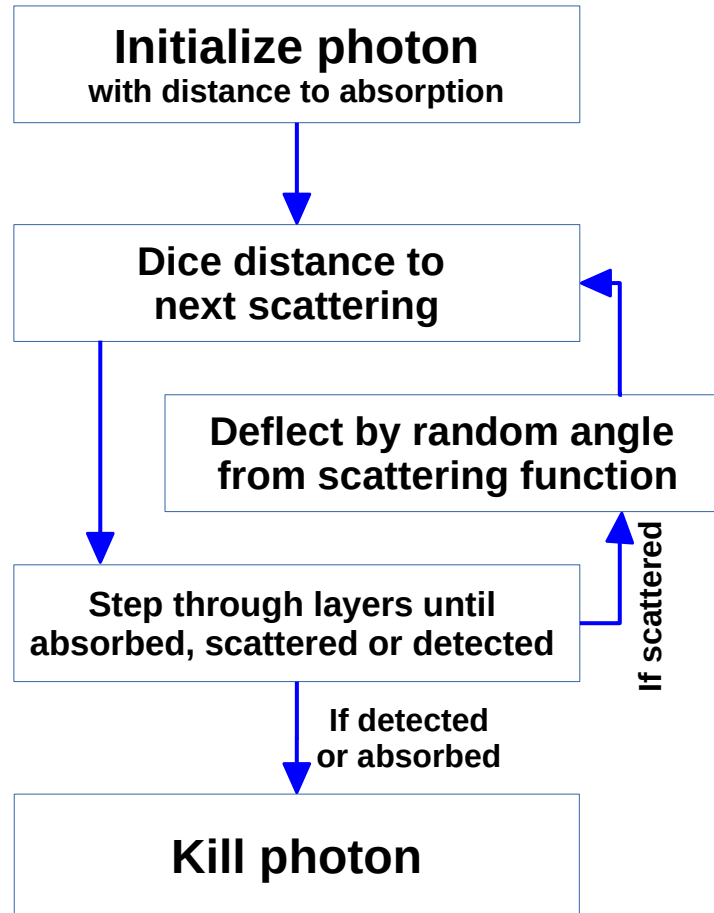 Initialize photon
with distance to absorption
Dice distance to
next scattering
Deflect by random angle
from scattering function
If scattered
Step through layers until
absorbed, scattered or detected
If detected
or absorbed
Kill photon